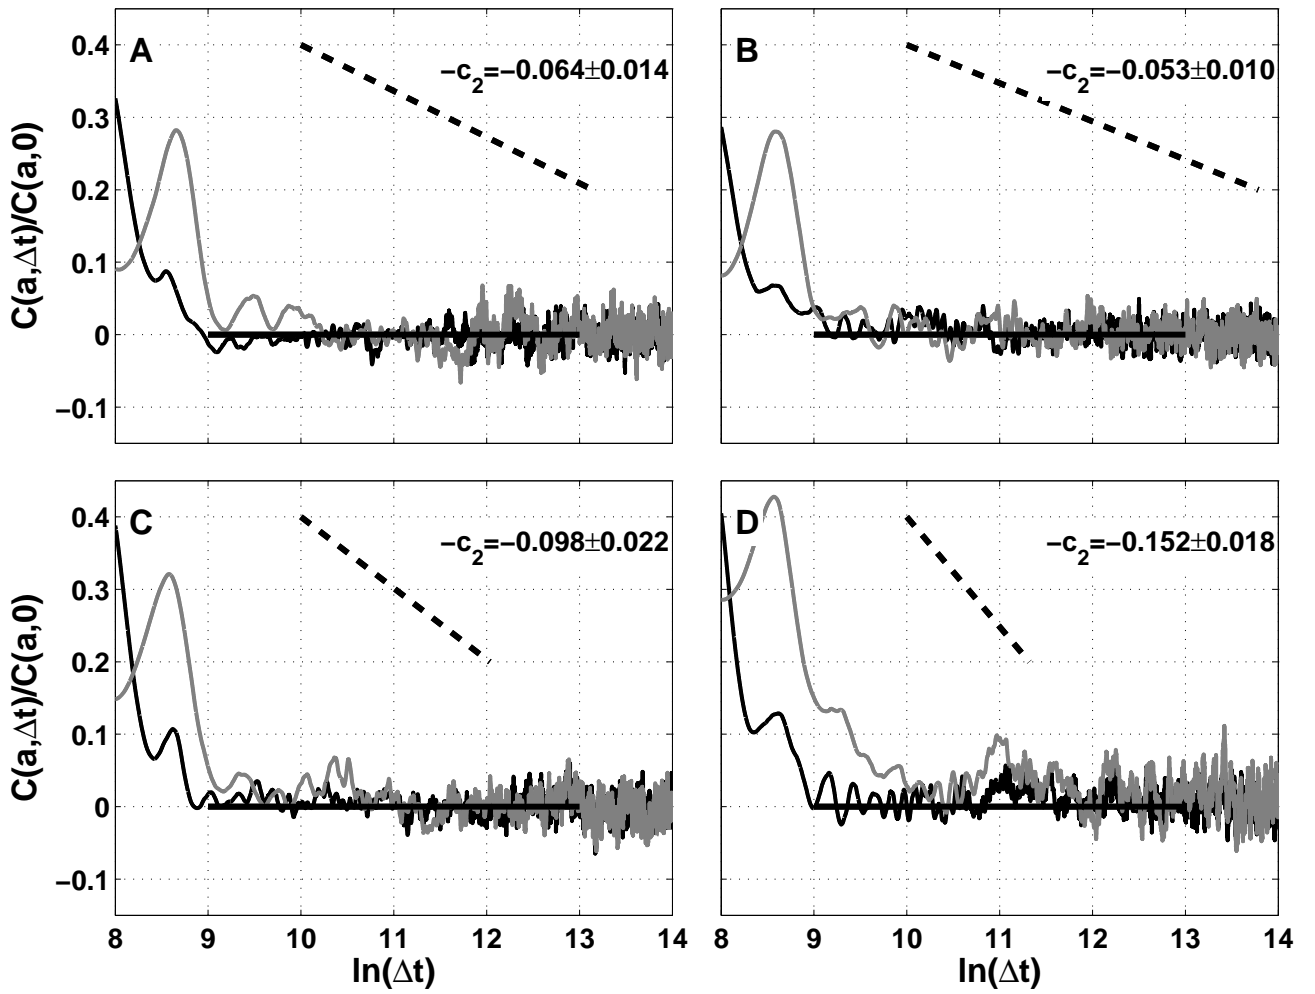 A
B
−c2=−0.064±0.014
−c2=−0.053±0.010
0.4
0.3
0.2
0.1
0
−0.1
C(a,Δt)/C(a,0)
C
D
−c2=−0.098±0.022
−c2=−0.152±0.018
0.4
0.3
0.2
0.1
0
−0.1
C(a,Δt)/C(a,0)
8 9 10 11 12 13 14
8 9 10 11 12 13 14
ln(Δt)
ln(Δt)